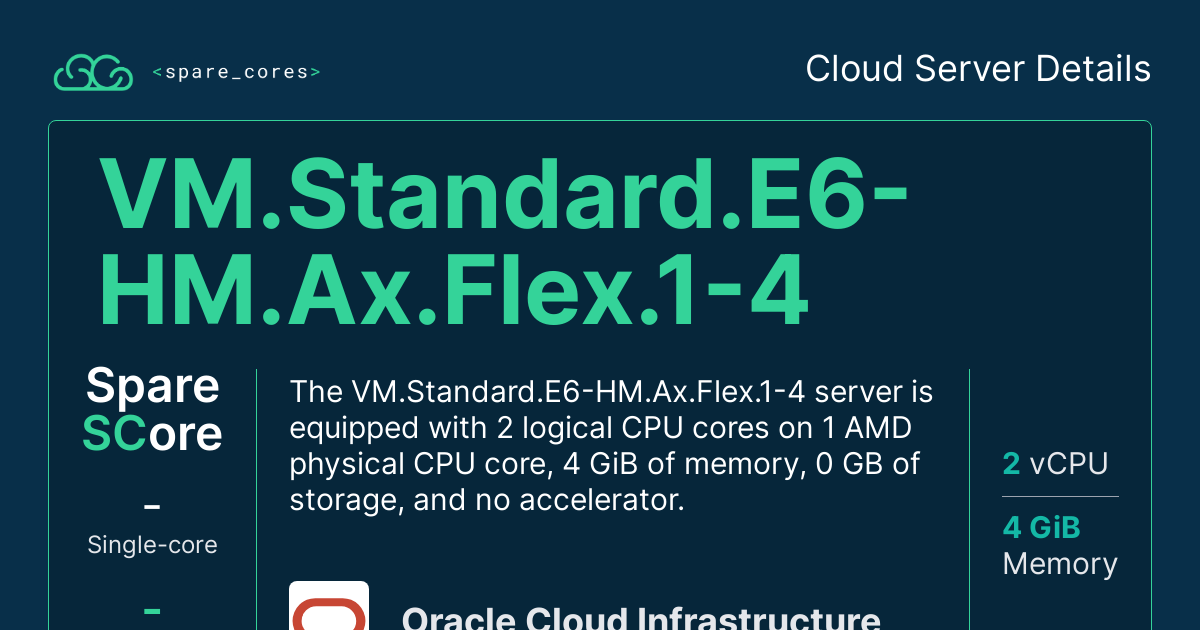 <spare_cores>
Cloud Server Details
VM.Standard.E6-
HM.Ax.Flex.1-4
Spare
SCore
–
Single-core
–
The VM.Standard.E6-HM.Ax.Flex.1-4 server is
equipped with 2 logical CPU cores on 1 AMD
physical CPU core, 4 GiB of memory, 0 GB of
storage, and no accelerator.
Oracle Cloud Infrastructure
2 vCPU
4 GiB
Memory